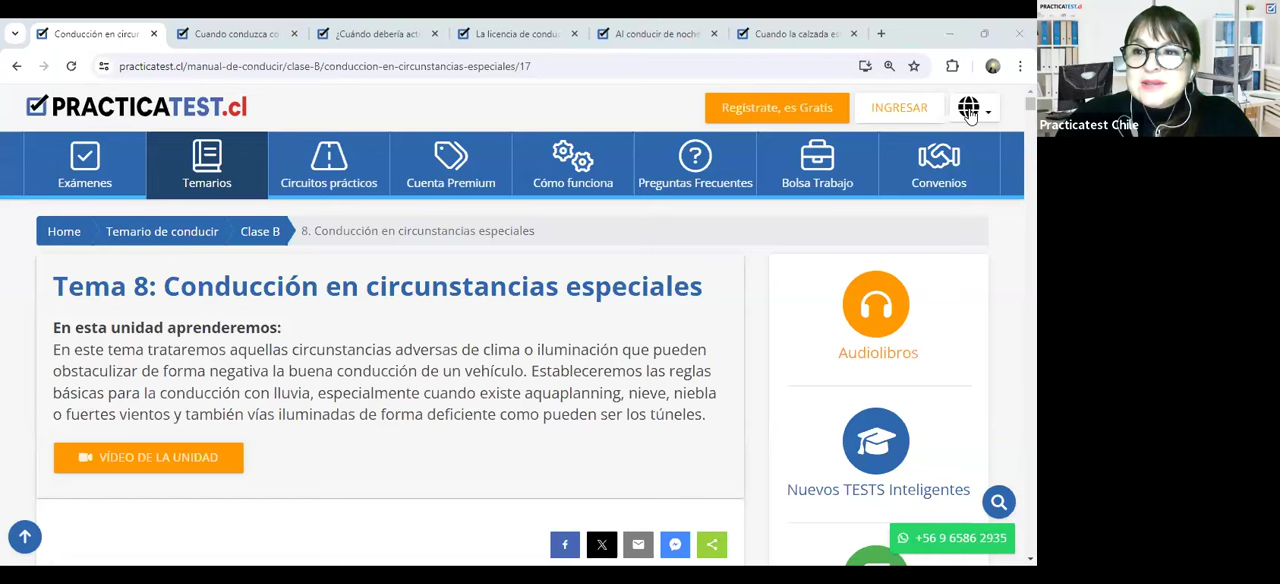 Conducción en circur
Cuando conduzca co
¿Cuándo debería act
La licencia de condu
Al conducir de noche
Cuando la calzada es
practicatest.cl/manual-de-conducir/clase-B/conduccion-en-circunstancias-especiales/17
PRACTICATEST.cl
Regístrate, es Gratis
INGRESAR
Exámenes
Temarios
Circuitos prácticos
Cuenta Premium
Cómo funciona
Preguntas Frecuentes
Bolsa Trabajo
Convenios
Home
Temario de conducir
Clase B
8. Conducción en circunstancias especiales
Tema 8: Conducción en circunstancias especiales
En esta unidad aprenderemos:
En este tema trataremos aquellas circunstancias adversas de clima o iluminación que pueden
obstaculizar de forma negativa la buena conducción de un vehículo. Estableceremos las reglas
básicas para la conducción con lluvia, especialmente cuando existe aquaplanning, nieve, niebla
o fuertes vientos y también vías iluminadas de forma deficiente como pueden ser los túneles.
VÍDEO DE LA UNIDAD
Audiolibros
Nuevos TESTS Inteligentes
+56 9 6586 2935
PRACTICATEST.cl
Practicatest Chile